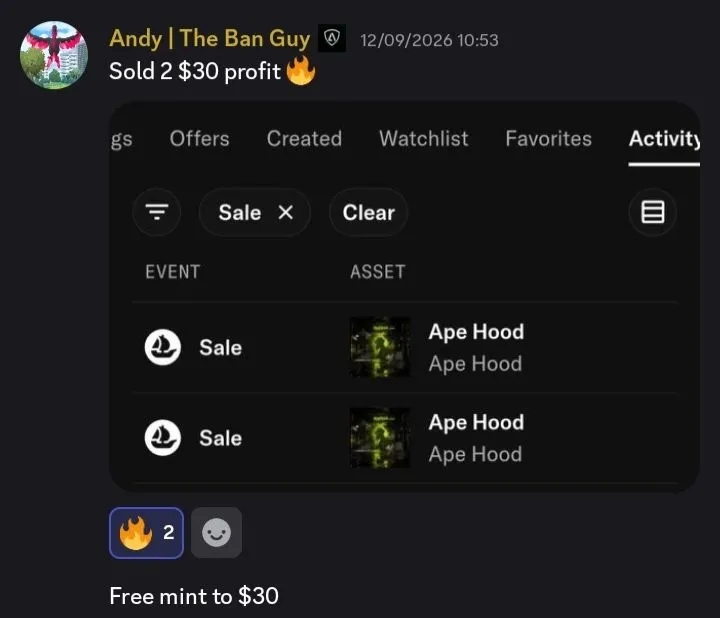 Andy | The Ban Guy 12/09/2026 10:53
Sold 2 $30 profit🔥
gs Offers Created Watchlist Favorites Activity
Sale Clear
EVENT ASSET
Sale Ape Hood
Ape Hood
Sale Ape Hood
Ape Hood
🔥 2
Free mint to $30